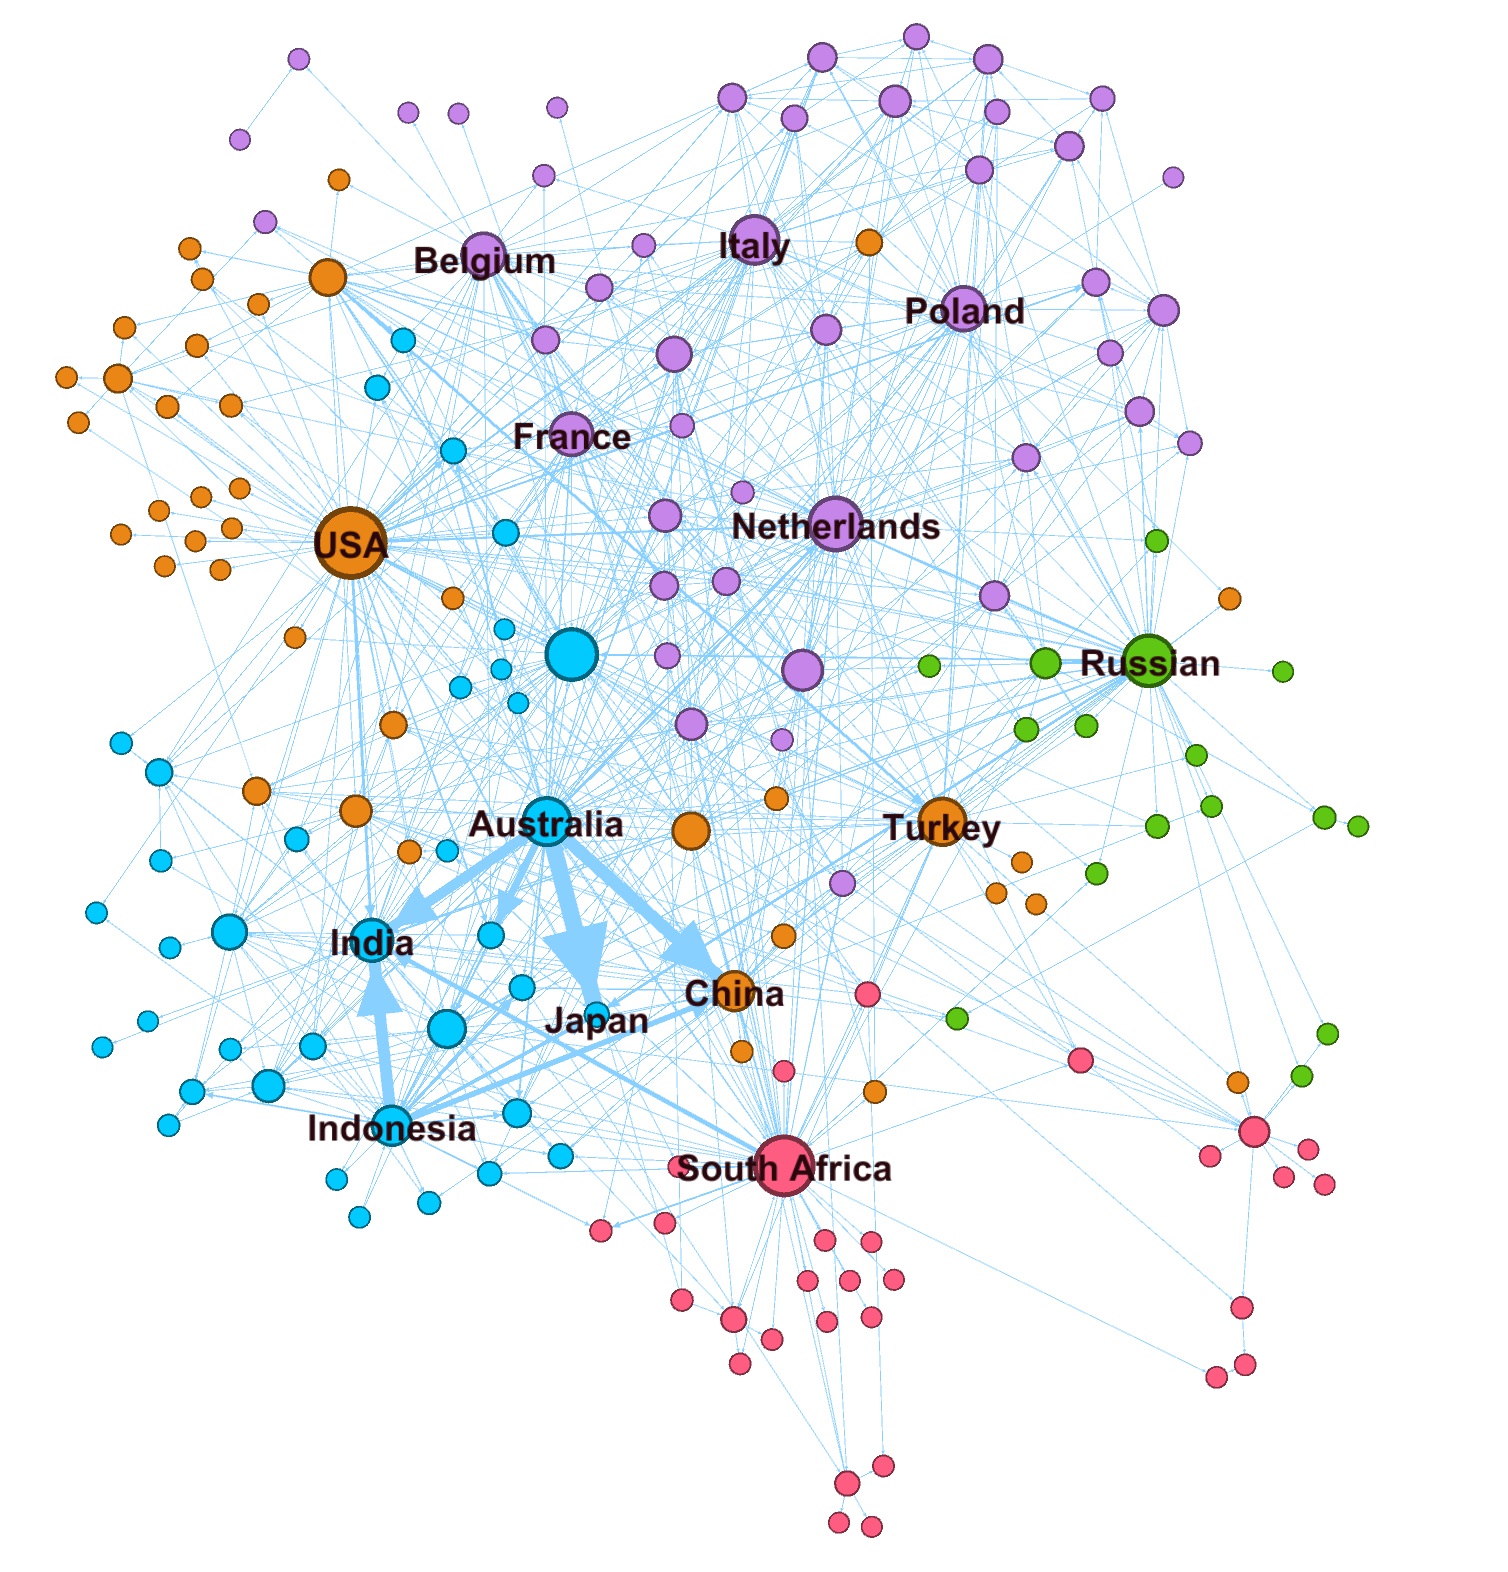 Belgium
Italy
Poland
France
Netherlands
USA
Russian
Australia
Turkey
India
China
Japan
Indonesia
South Africa